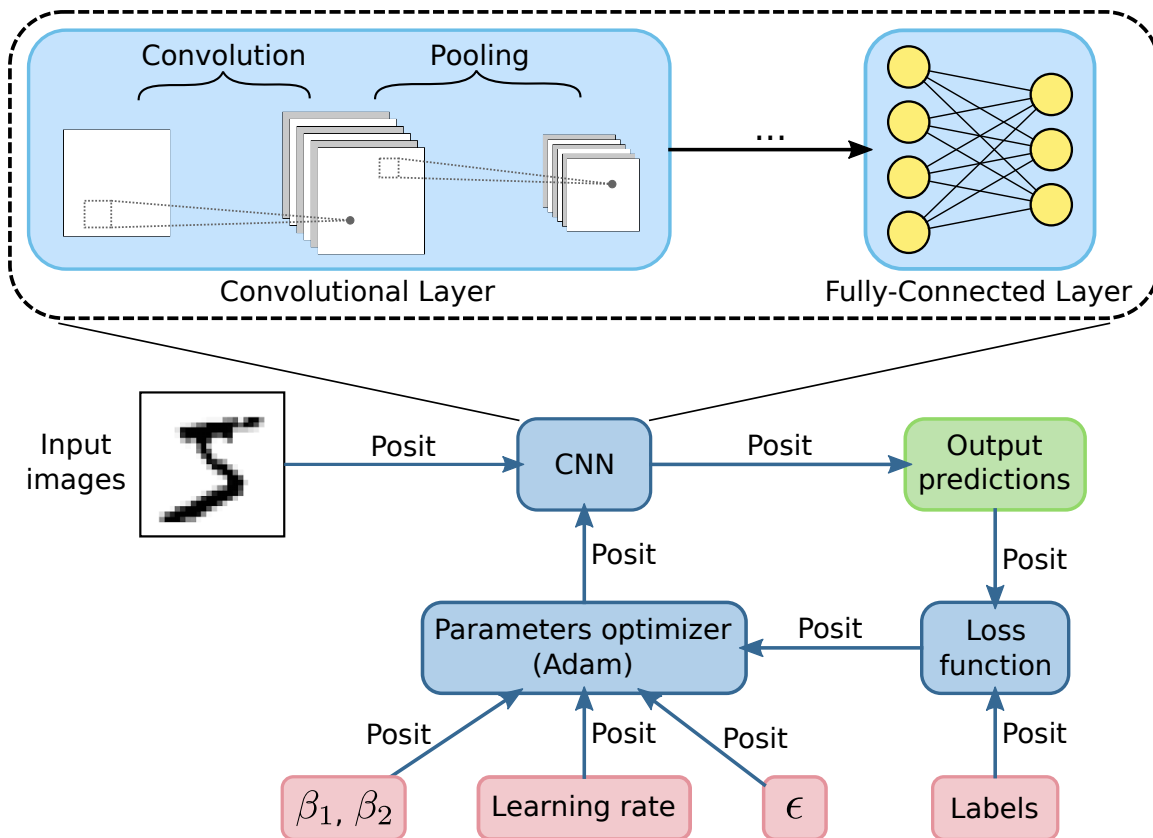 Convolution
Pooling
...
Convolutional Layer
Fully-Connected Layer
Input
images
Posit
CNN
Posit
Output
predictions
Posit
Posit
Parameters optimizer
(Adam)
Posit
Loss
function
Posit
Posit
Posit
Posit
β₁, β₂
Learning rate
ϵ
Labels